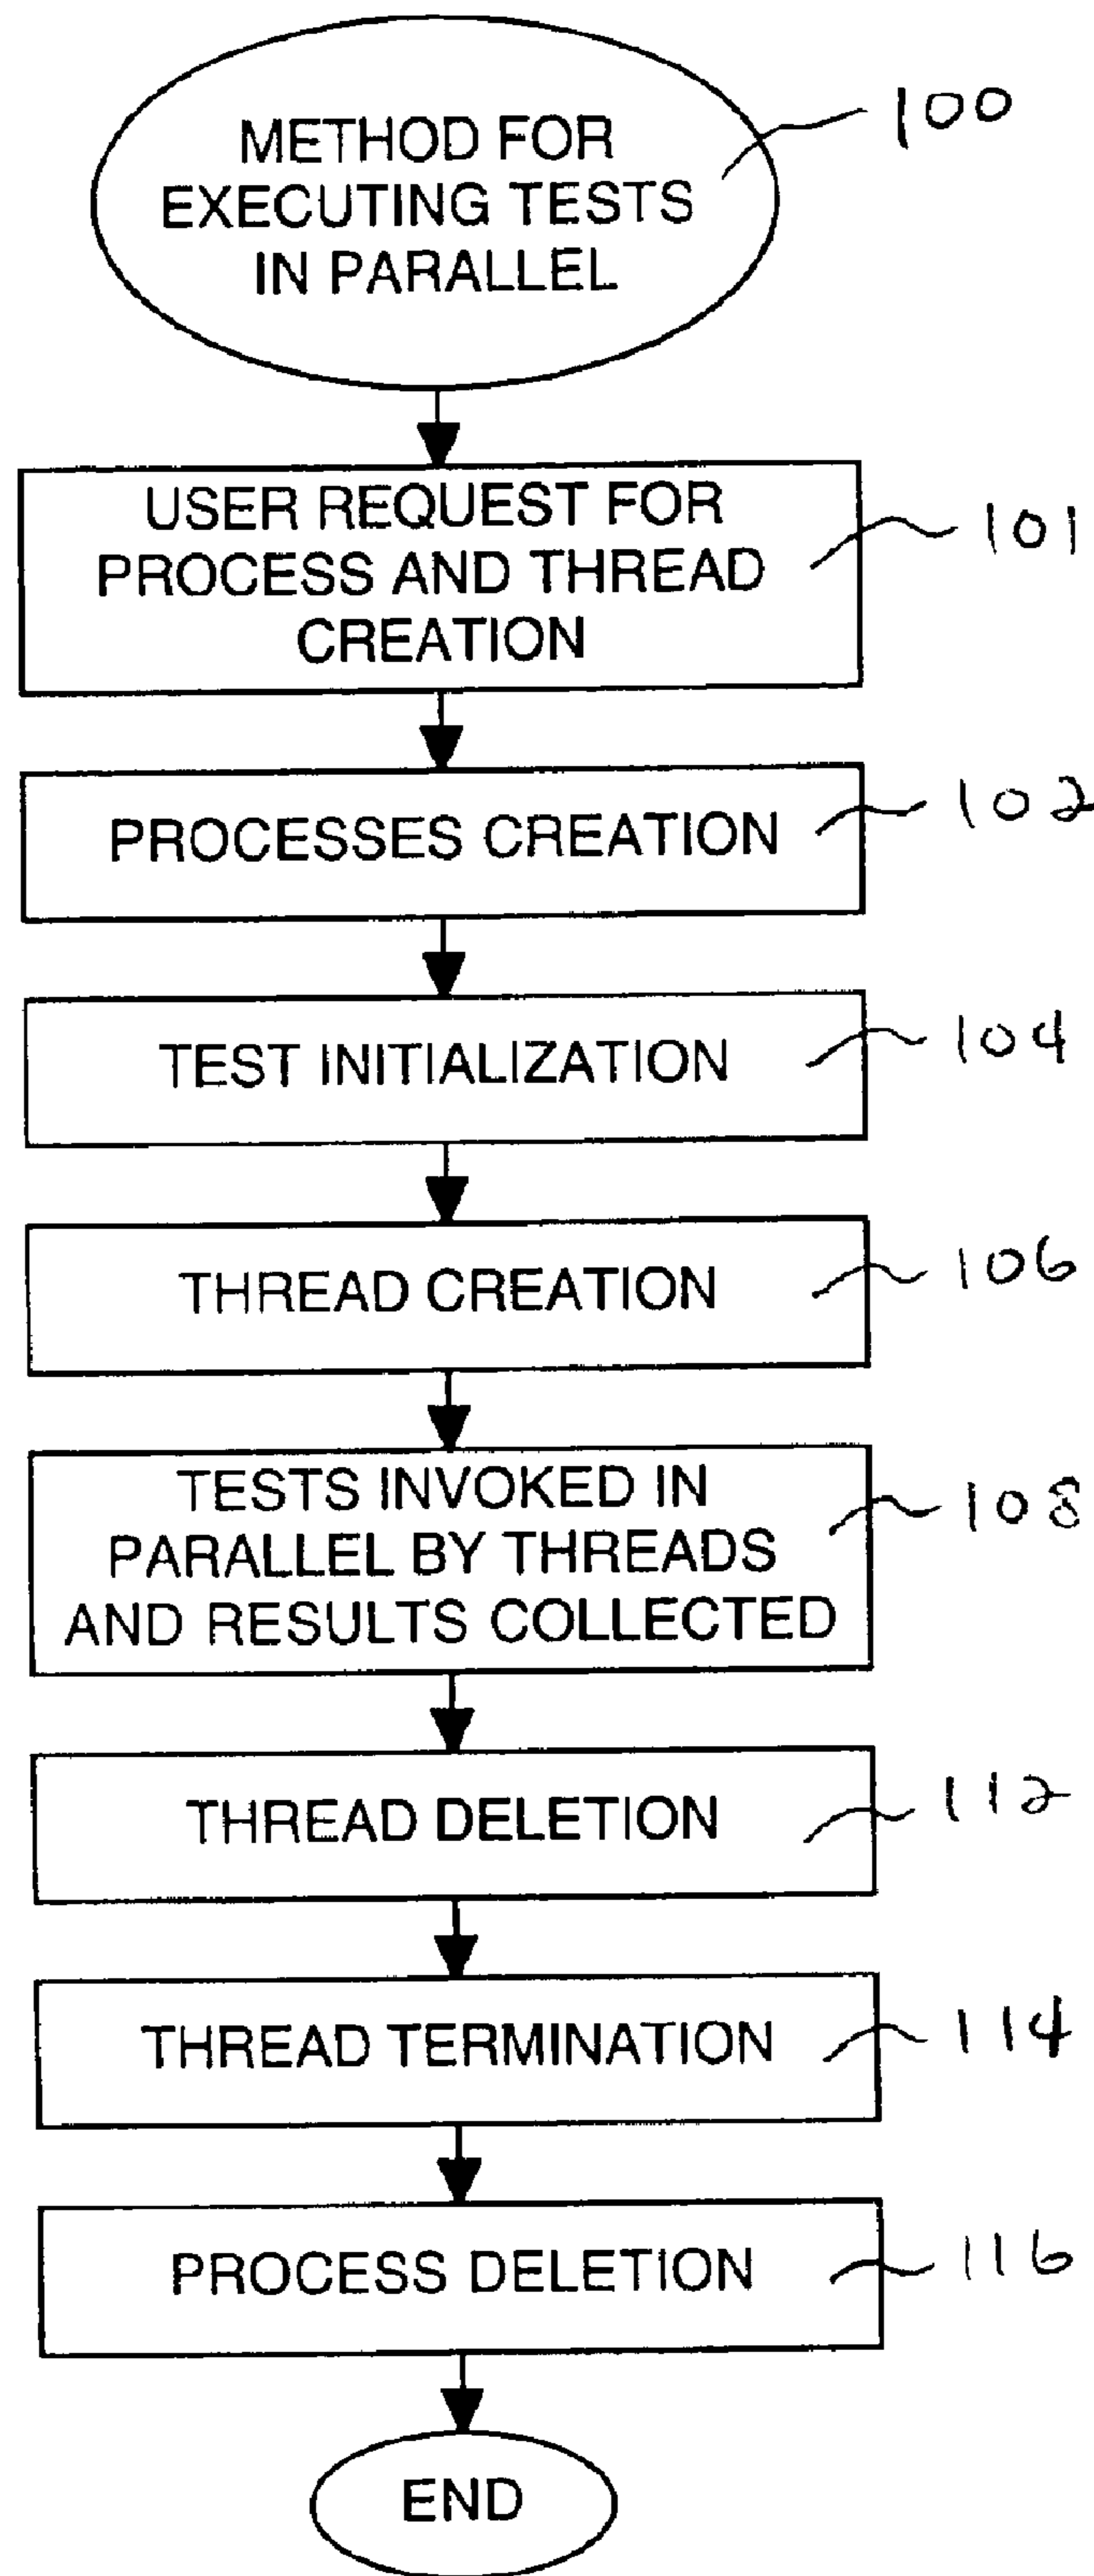 METHOD FOR
EXECUTING TESTS
IN PARALLEL
100
USER REQUEST FOR
PROCESS AND THREAD
CREATION
101
PROCESSES CREATION
102
TEST INITIALIZATION
104
THREAD CREATION
106
TESTS INVOKED IN
PARALLEL BY THREADS
AND RESULTS COLLECTED
108
THREAD DELETION
112
THREAD TERMINATION
114
PROCESS DELETION
116
END